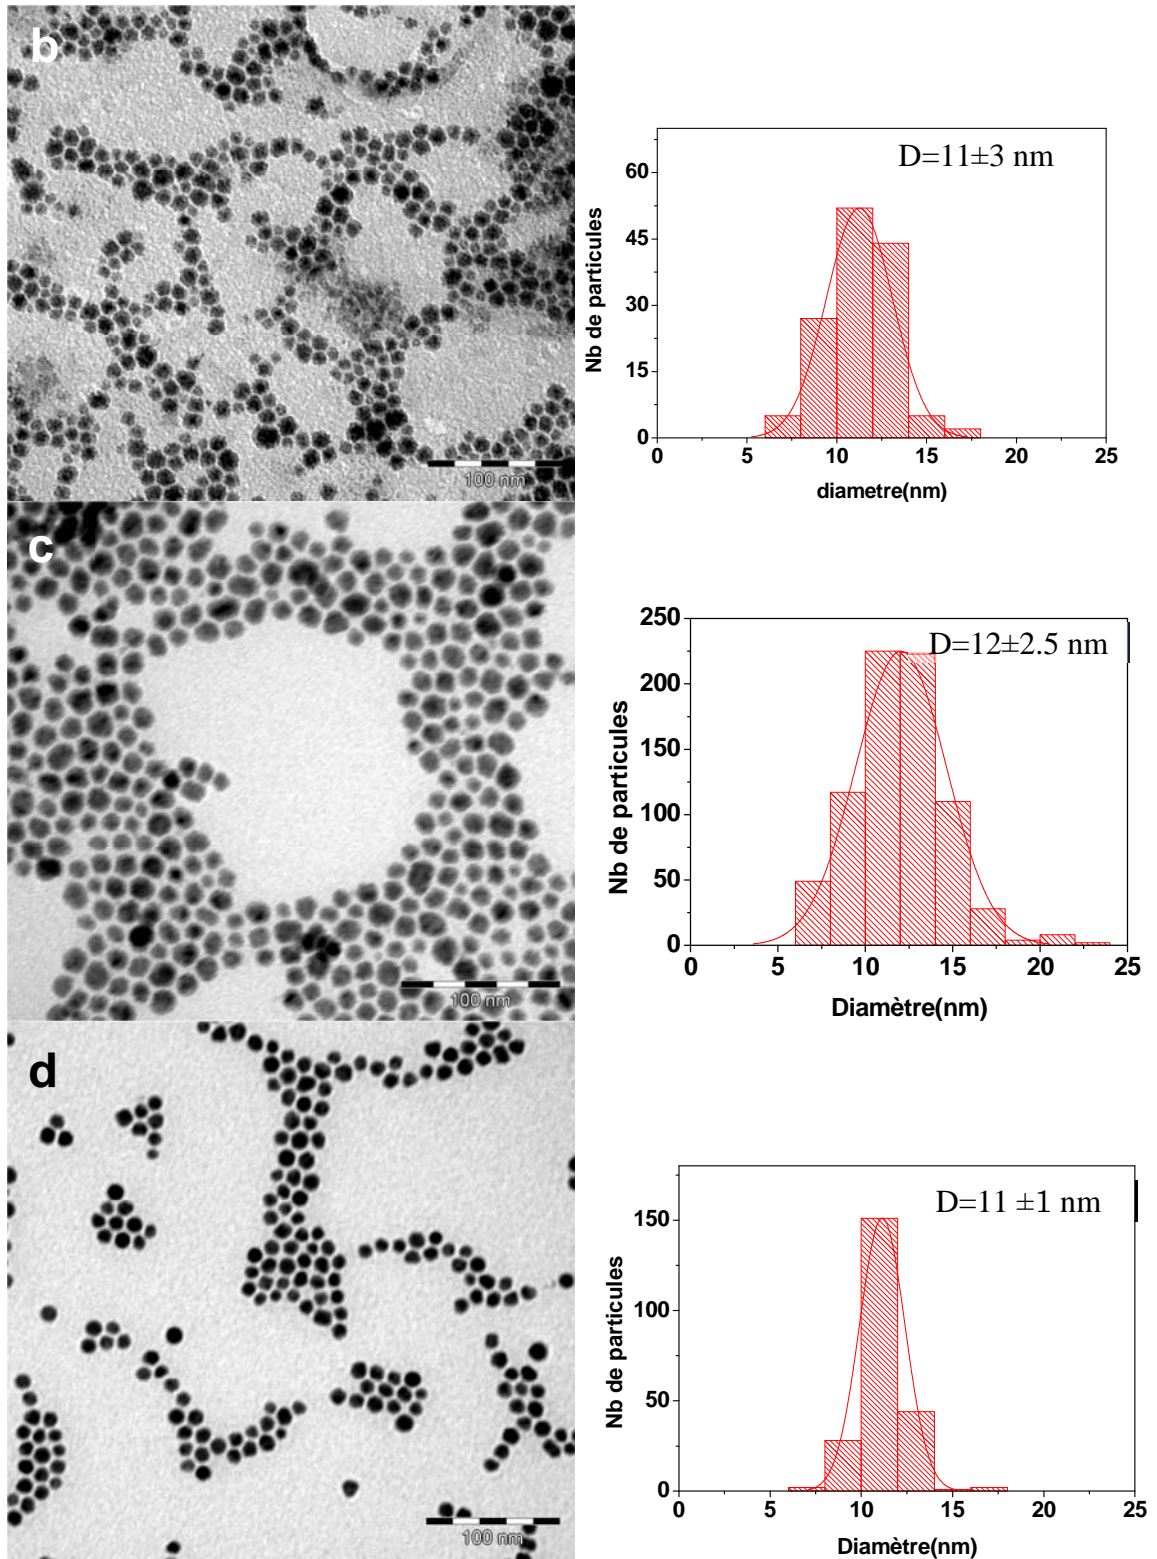 b
100 nm
D=11±3 nm
Nb de particules
60
45
30
15
0
0 5 10 15 20 25
diametre(nm)
c
100 nm
D=12±2.5 nm
Nb de particules
250
200
150
100
50
0
0 5 10 15 20 25
Diamètre(nm)
d
100 nm
D=11 ±1 nm
Nb de particules
150
100
50
0
0 5 10 15 20 25
Diamètre(nm)